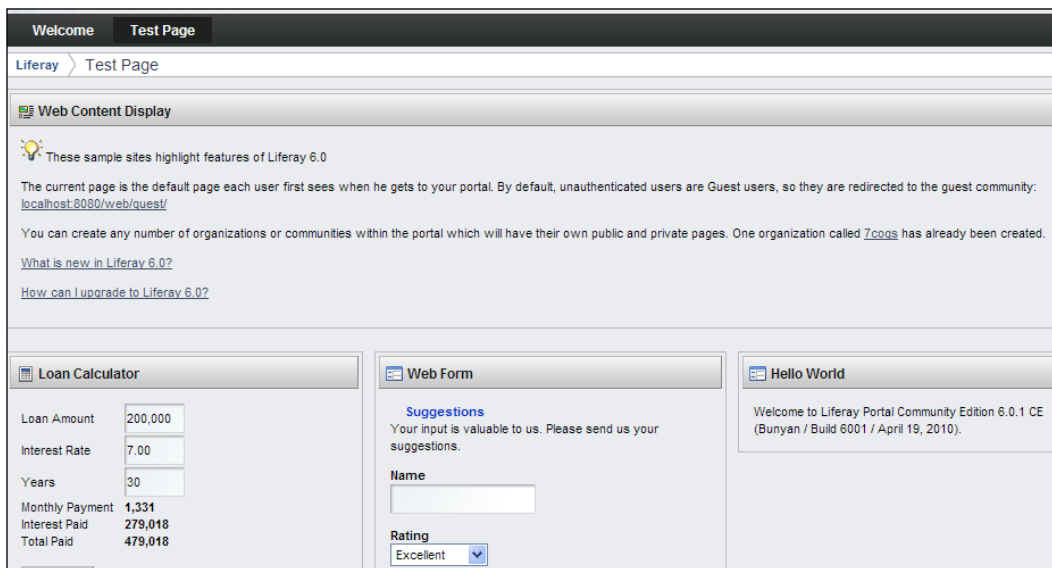 Welcome Test Page
Liferay Test Page
Web Content Display
These sample sites highlight features of Liferay 6.0
The current page is the default page each user first sees when he gets to your portal. By default, unauthenticated users are Guest users, so they are redirected to the guest community:
localhost:8080/web/guest/
You can create any number of organizations or communities within the portal which will have their own public and private pages. One organization called 7cogs has already been created.
What is new in Liferay 6.0?
How can I upgrade to Liferay 6.0?
Loan Calculator
Loan Amount 200,000
Interest Rate 7.00
Years 30
Monthly Payment 1,331
Interest Paid 279,018
Total Paid 479,018
Web Form
Suggestions
Your input is valuable to us. Please send us your
suggestions.
Name
Rating
Excellent
Hello World
Welcome to Liferay Portal Community Edition 6.0.1 CE
(Bunyan / Build 6001 / April 19, 2010).